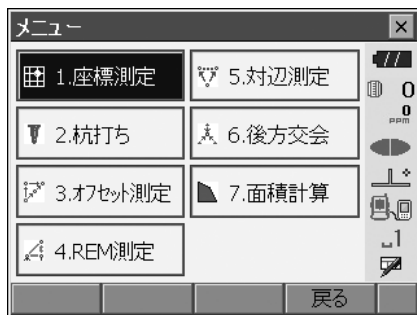 メニュー
1.座標測定
2.杭打ち
3.オフセット測定
4.REM測定
5.対辺測定
6.後方交会
7.面積計算
0
0
PPM
1
戻る